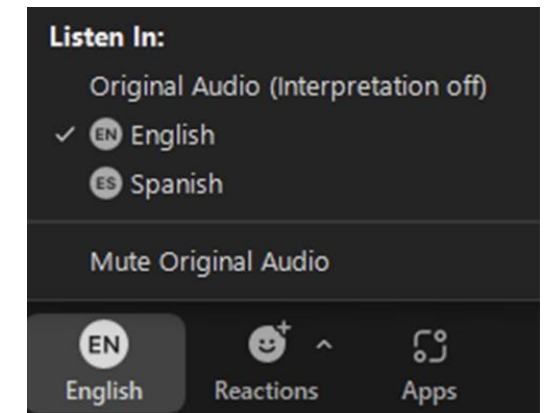 Listen In:
Original Audio (Interpretation off)
EN English
ES Spanish
Mute Original Audio
EN
English Reactions Apps